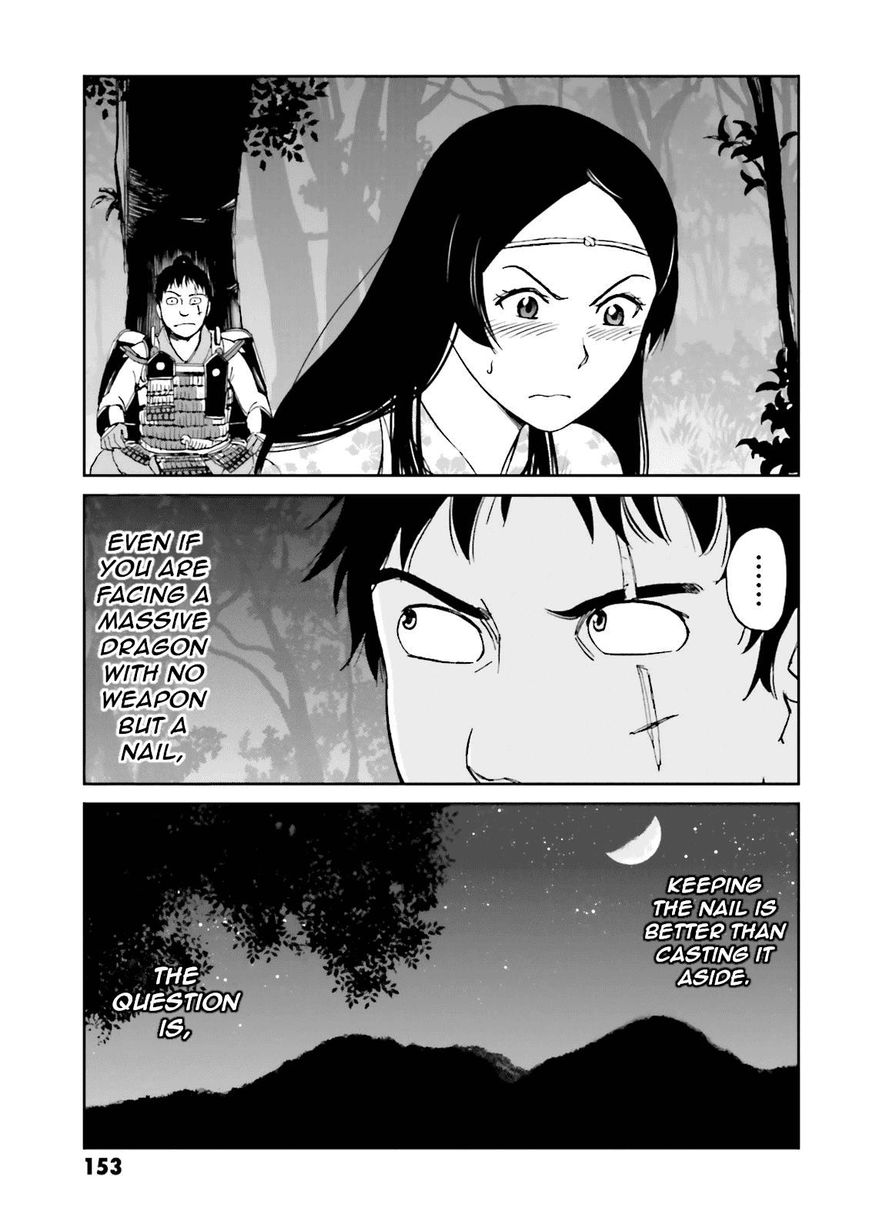 ......
EVEN IF
YOU ARE
FACING A
MASSIVE
DRAGON
WITH NO
WEAPON
BUT A
NAIL,
KEEPING
THE NAIL IS
BETTER THAN
CASTING IT
ASIDE.
THE
QUESTION
IS,
153